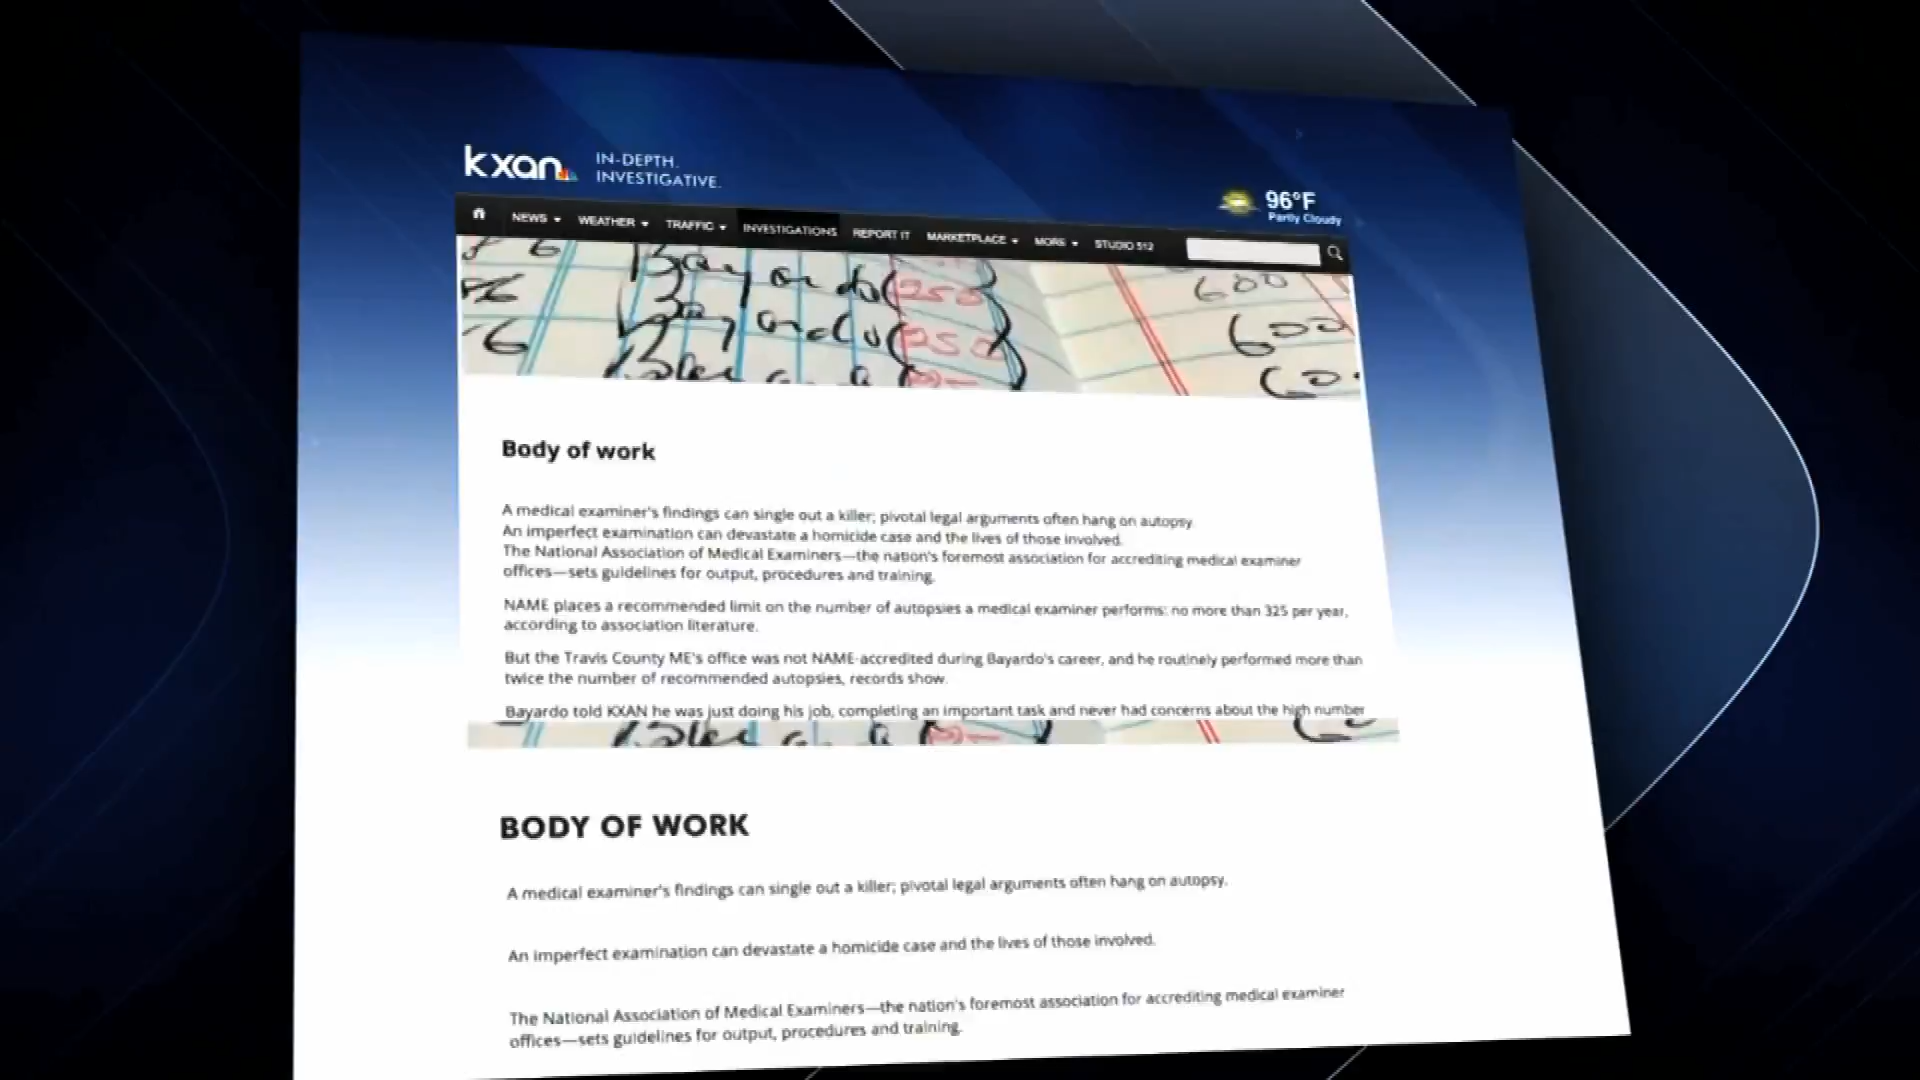 kxan
IN-DEPTH.
INVESTIGATIVE.
96°F
Partly Cloudy
NEWS WEATHER TRAFFIC INVESTIGATIONS REPORT IT MARKETPLACE MORE STUDIO 512
6
Bayardo (250
600
6
Bayardo (250)
600
Body of work
A medical examiner's findings can single out a killer; pivotal legal arguments often hang on autopsy.
An imperfect examination can devastate a homicide case and the lives of those involved.
The National Association of Medical Examiners—the nation's foremost association for accrediting medical examiner
offices—sets guidelines for output, procedures and training.
NAME places a recommended limit on the number of autopsies a medical examiner performs: no more than 325 per year,
according to association literature.
But the Travis County ME's office was not NAME-accredited during Bayardo's career, and he routinely performed more than
twice the number of recommended autopsies, records show.
Bayardo told KXAN he was just doing his job, completing an important task and never had concerns about the high number
BODY OF WORK
A medical examiner's findings can single out a killer; pivotal legal arguments often hang on autopsy.
An imperfect examination can devastate a homicide case and the lives of those involved.
The National Association of Medical Examiners—the nation's foremost association for accrediting medical examiner
offices—sets guidelines for output, procedures and training.